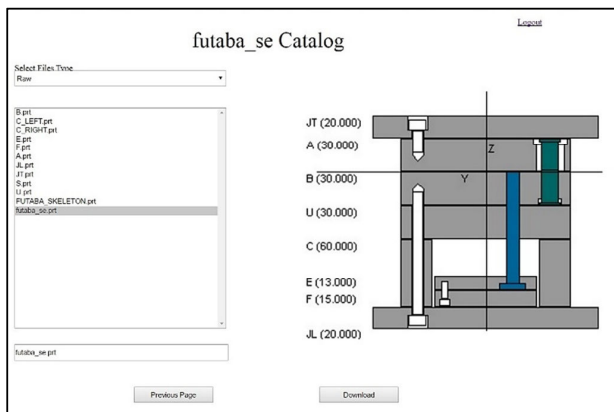 Logout
futaba_se Catalog
Select Files Type
Raw
B.prt
C_LEFT.prt
C_RIGHT.prt
E.prt
F.prt
A.prt
JL.prt
JT.prt
S.prt
U.prt
FUTABA_SKELETON.prt
futaba_se.prt
futaba_se.prt
Previous Page
Download
JT (20.000)
A (30.000)
Z
B (30.000)
Y
U (30.000)
C (60.000)
E (13.000)
F (15.000)
JL (20.000)